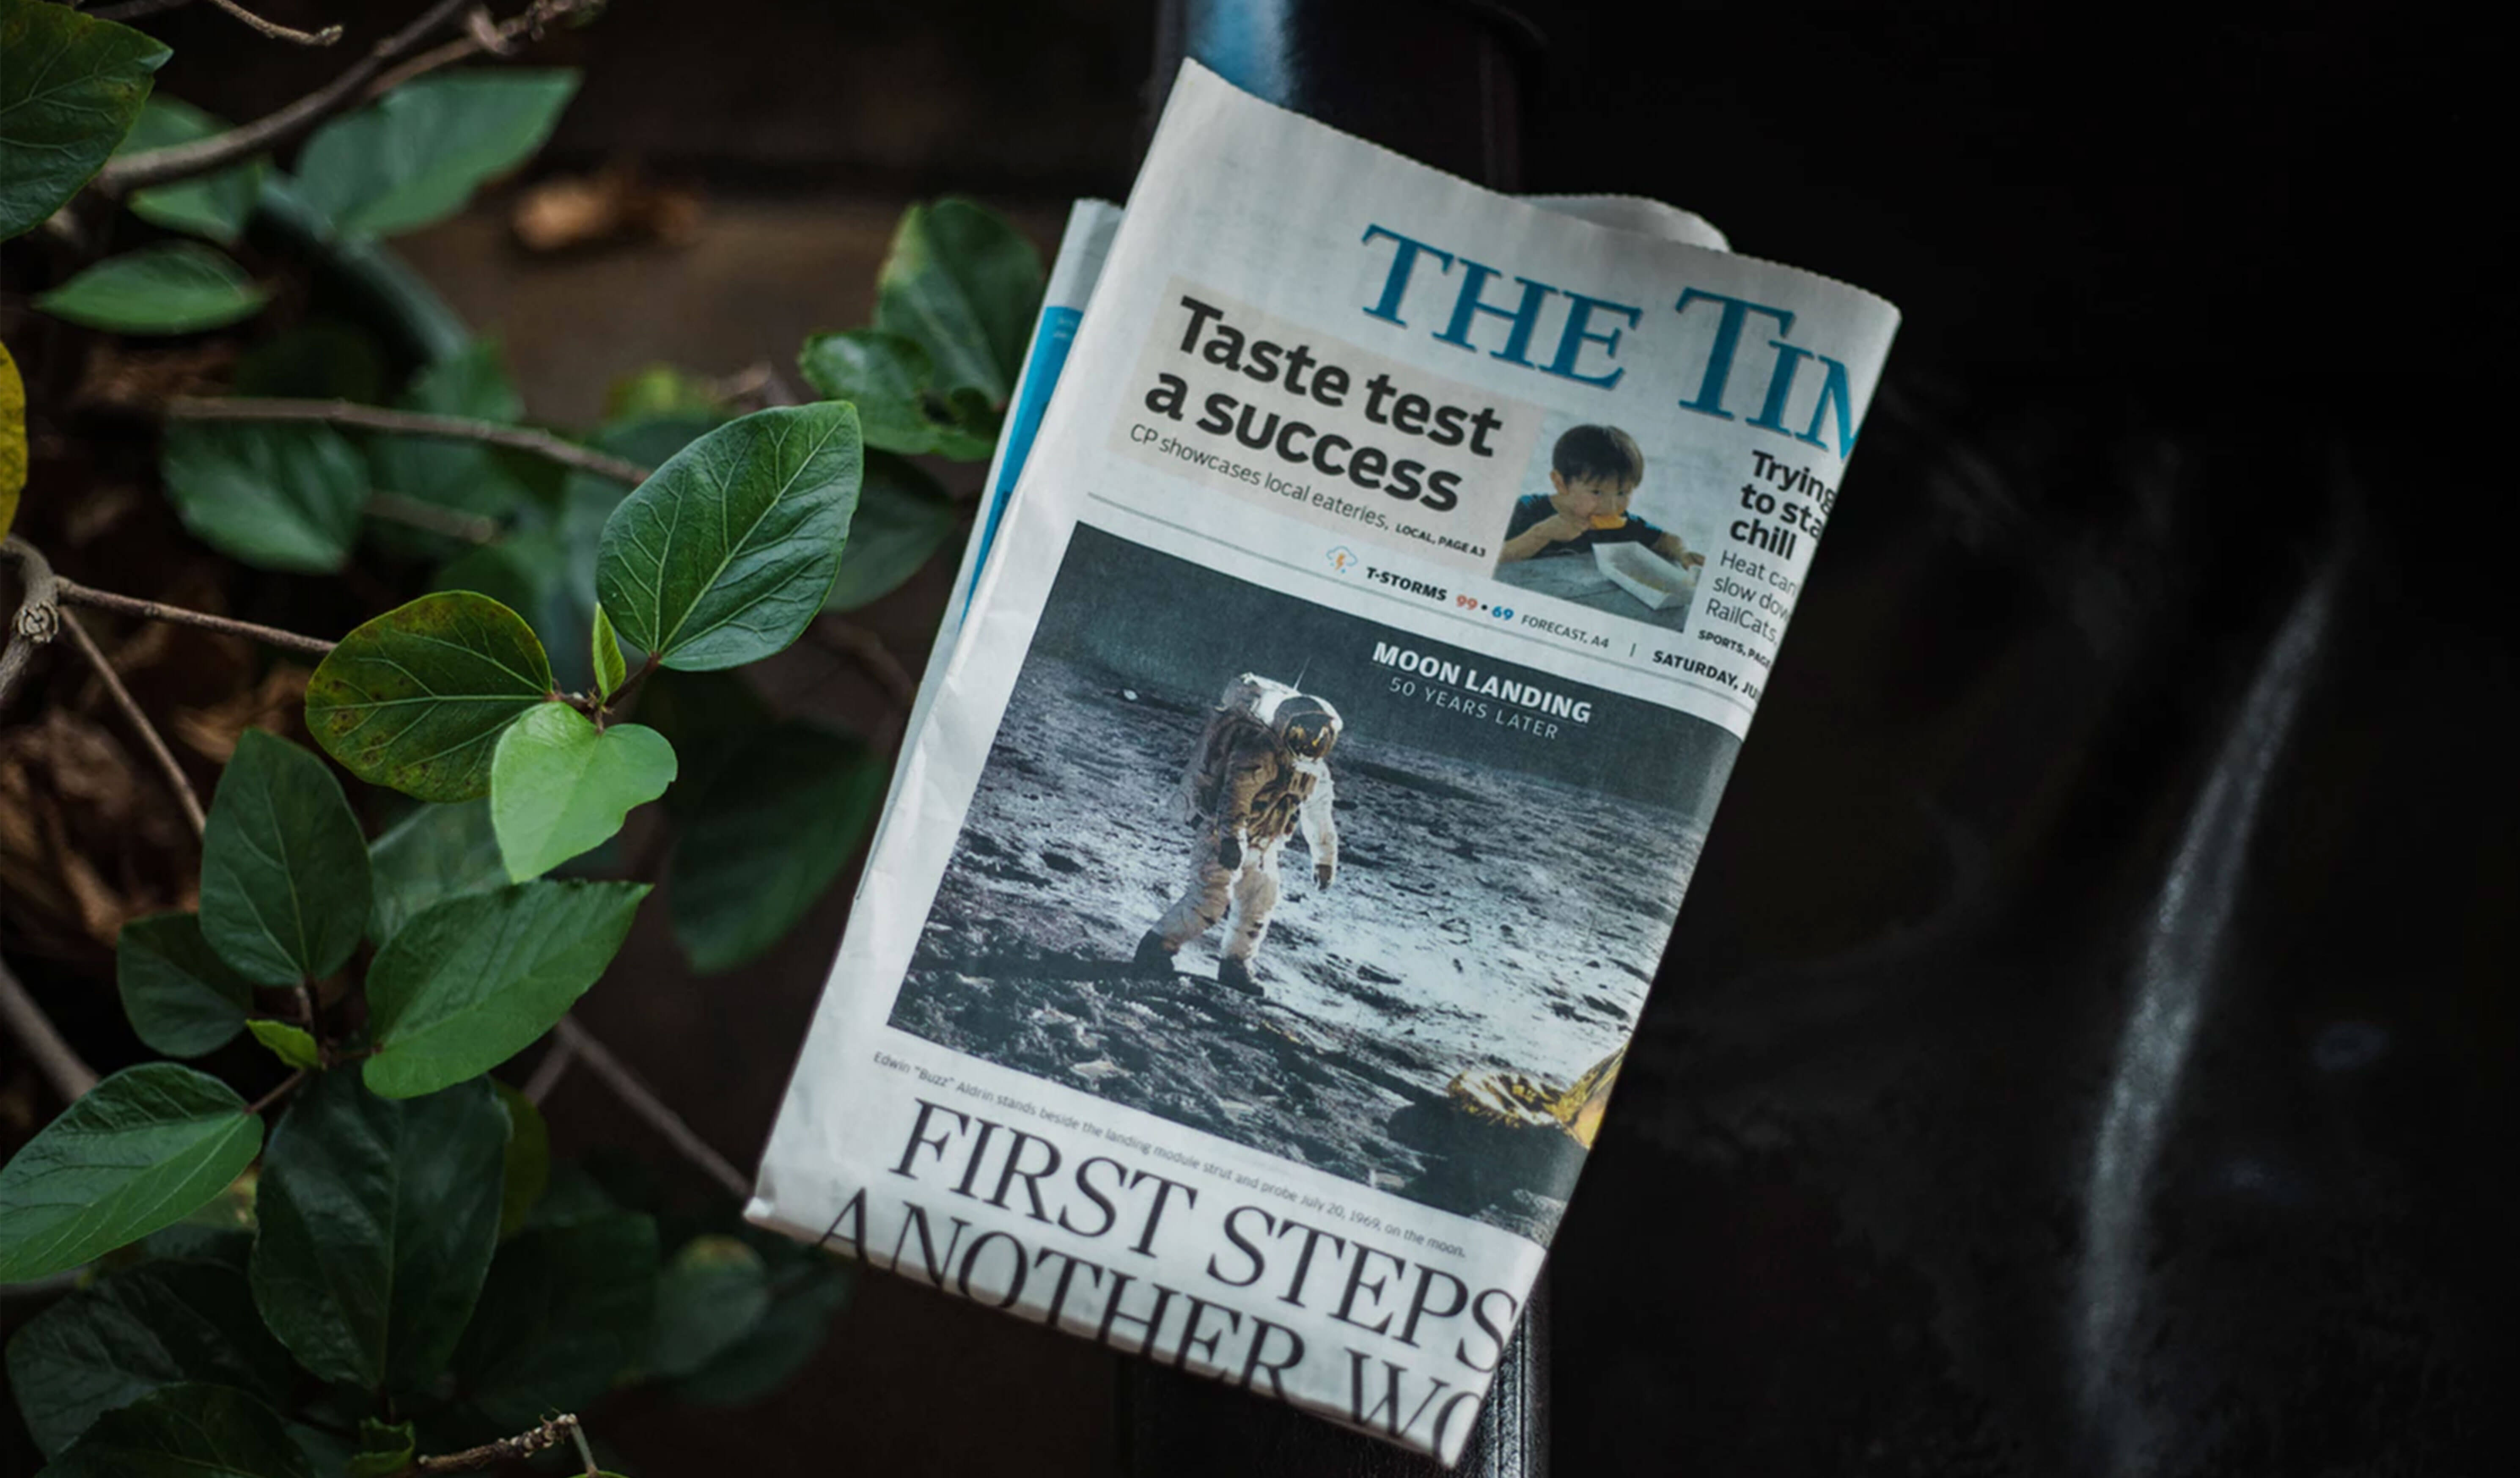 THE TIM
Taste test
a success
CP showcases local eateries, LOCAL, PAGE A3
Trying
to sta
chill
Heat can
slow dow
RailCats.
SPORTS, PAGE
T-STORMS 99 • 69 FORECAST, A4 | SATURDAY, JU
MOON LANDING
50 YEARS LATER
Edwin "Buzz" Aldrin stands beside the landing module strut and probe July 20, 1969, on the moon.
FIRST STEPS
ANOTHER WO